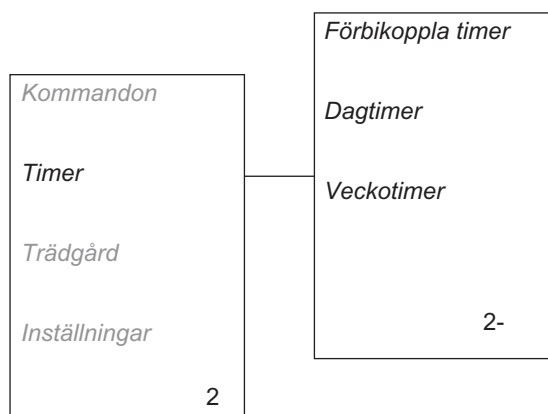 Kommandon
Timer
Trädgård
Inställningar
2
Förbikoppla timer
Dagtimer
Veckotimer
2-